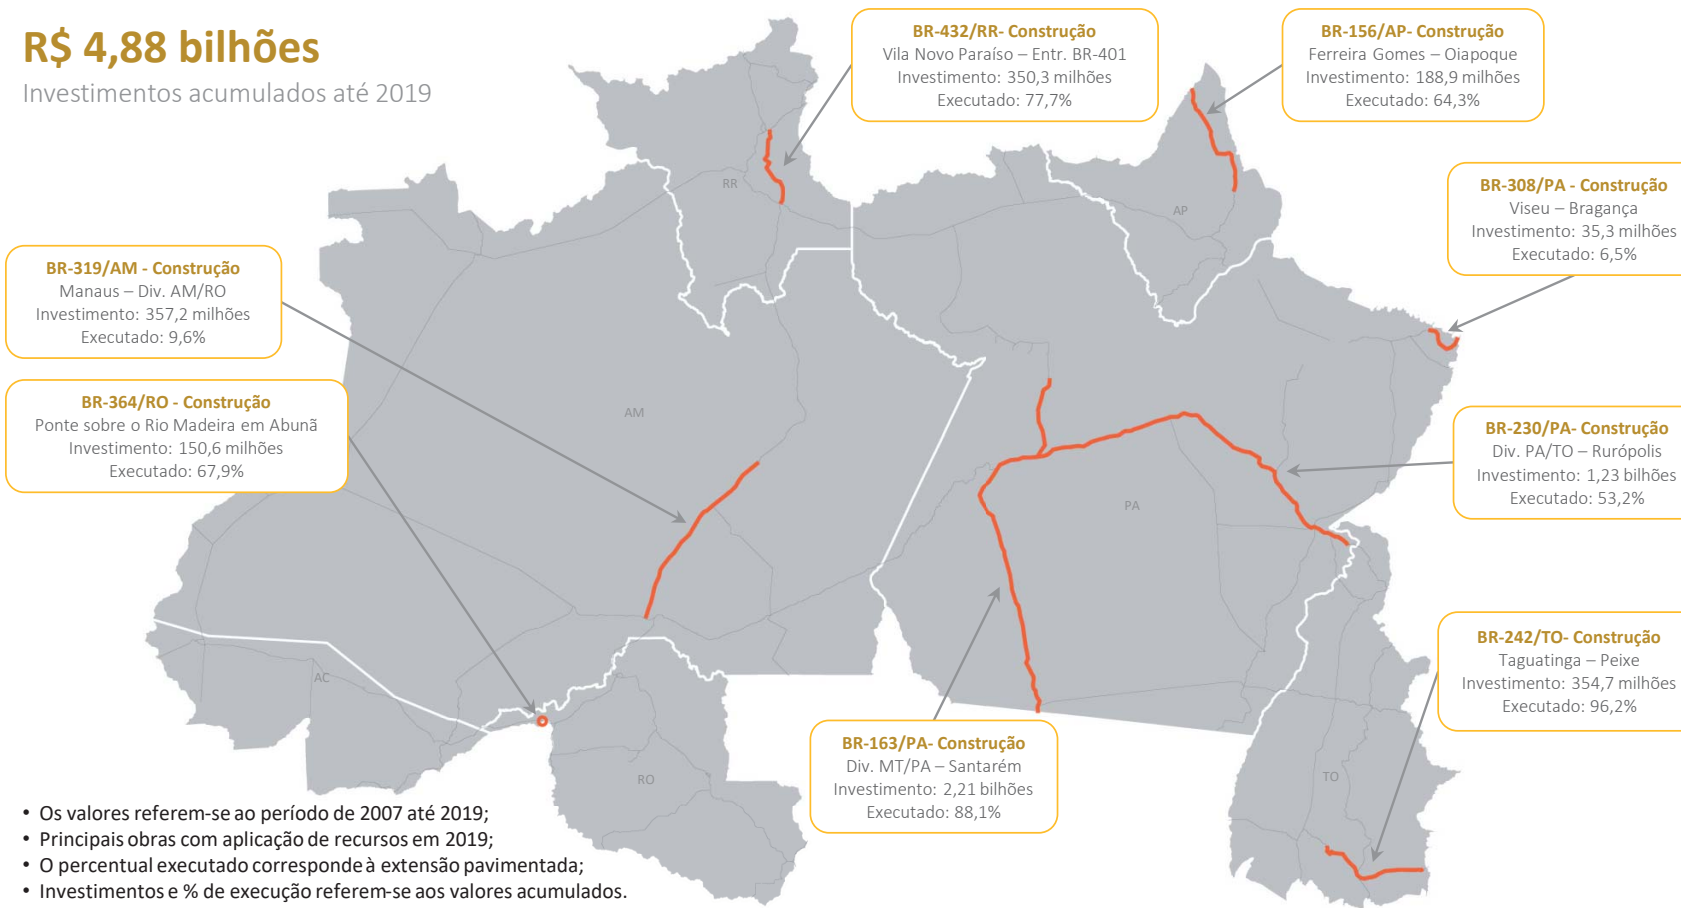 R$ 4,88 bilhões
Investimentos acumulados até 2019
BR-432/RR- Construção
Vila Novo Paraíso – Entr. BR-401
Investimento: 350,3 milhões
Executado: 77,7%
BR-156/AP- Construção
Ferreira Gomes – Oiapoque
Investimento: 188,9 milhões
Executado: 64,3%
BR-308/PA - Construção
Viseu – Bragança
Investimento: 35,3 milhões
Executado: 6,5%
RR
AP
BR-319/AM - Construção
Manaus – Div. AM/RO
Investimento: 357,2 milhões
Executado: 9,6%
BR-364/RO - Construção
Ponte sobre o Rio Madeira em Abunã
Investimento: 150,6 milhões
Executado: 67,9%
AM
BR-230/PA- Construção
Div. PA/TO – Rurópolis
Investimento: 1,23 bilhões
Executado: 53,2%
PA
BR-242/TO- Construção
Taguatinga – Peixe
Investimento: 354,7 milhões
Executado: 96,2%
AC
BR-163/PA- Construção
Div. MT/PA – Santarém
Investimento: 2,21 bilhões
Executado: 88,1%
RO
TO
• Os valores referem-se ao período de 2007 até 2019;
• Principais obras com aplicação de recursos em 2019;
• O percentual executado corresponde à extensão pavimentada;
• Investimentos e % de execução referem-se aos valores acumulados.